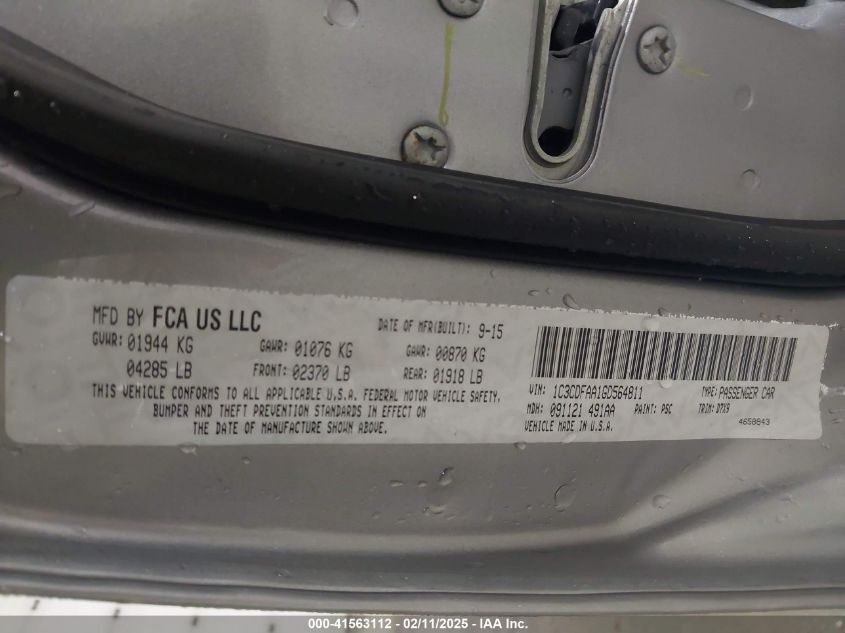 MFD BY FCA US LLC
DATE OF MFR(BUILT): 9-15
GVWR: 01944 KG GAWR: 01076 KG GAWR: 00870 KG
04285 LB FRONT: 02370 LB REAR: 01918 LB
THIS VEHICLE CONFORMS TO ALL APPLICABLE U.S.A. FEDERAL MOTOR VEHICLE SAFETY,
BUMPER AND THEFT PREVENTION STANDARDS IN EFFECT ON
THE DATE OF MANUFACTURE SHOWN ABOVE.
VIN: 1C3CDFAA1GD564811 TYPE: PASSENGER CAR
MDH: 091121 491AA PAINT: PSC TRIM: D7X9
VEHICLE MADE IN U.S.A. 4658843
000-41563112 - 02/11/2025 - IAA Inc.